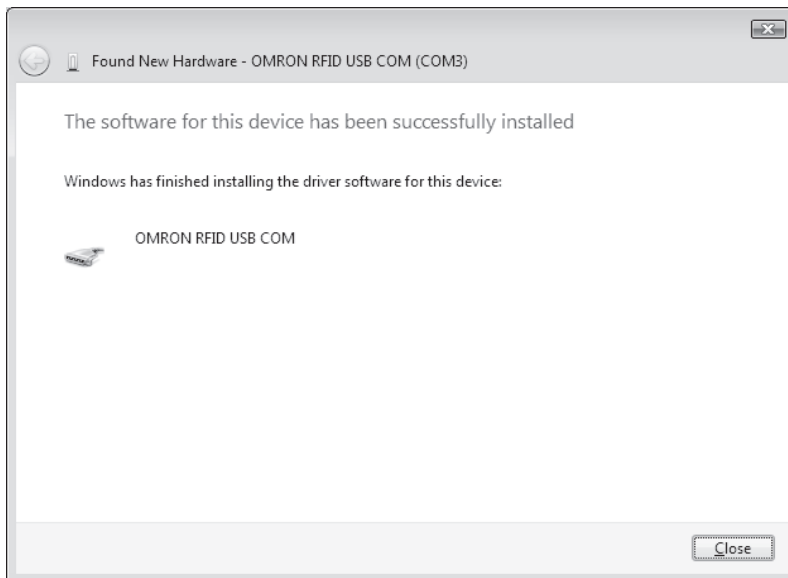 Found New Hardware - OMRON RFID USB COM (COM3)
The software for this device has been successfully installed
Windows has finished installing the driver software for this device:
OMRON RFID USB COM
Close